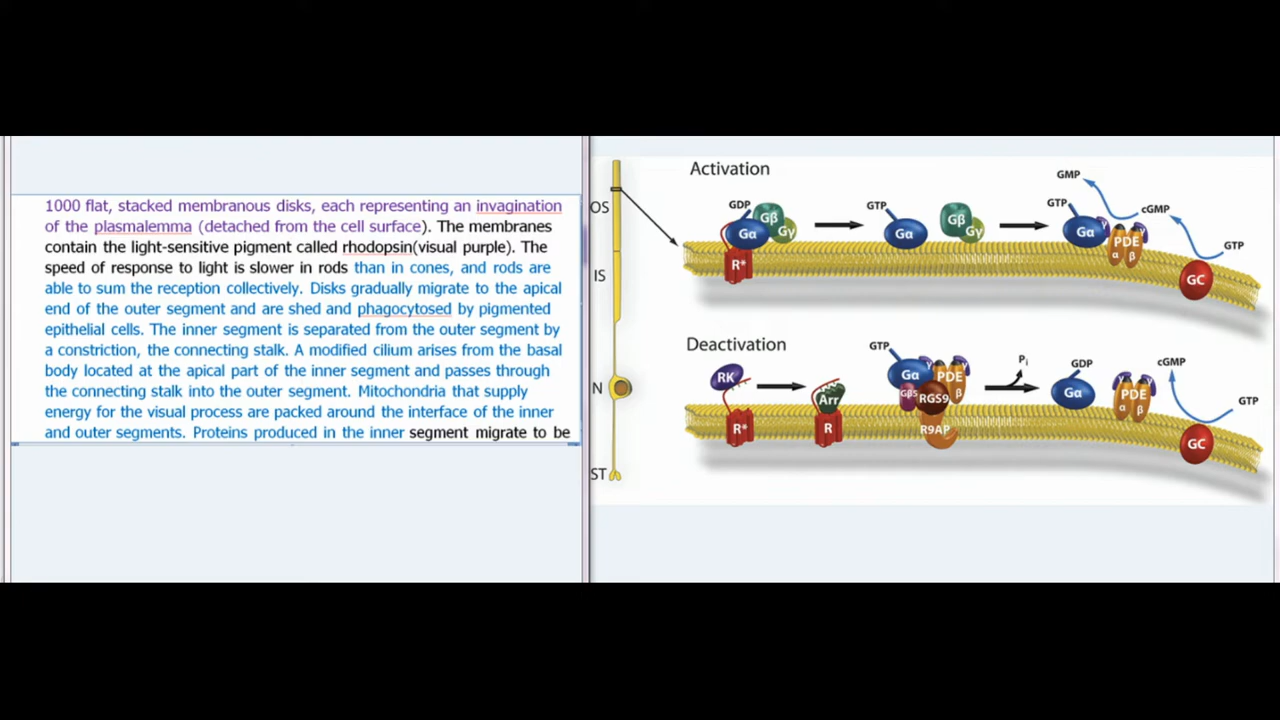 1000 flat, stacked membranous disks, each representing an invagination
of the plasmalemma (detached from the cell surface). The membranes
contain the light-sensitive pigment called rhodopsin(visual purple). The
speed of response to light is slower in rods than in cones, and rods are
able to sum the reception collectively. Disks gradually migrate to the apical
end of the outer segment and are shed and phagocytosed by pigmented
epithelial cells. The inner segment is separated from the outer segment by
a constriction, the connecting stalk. A modified cilium arises from the basal
body located at the apical part of the inner segment and passes through
the connecting stalk into the outer segment. Mitochondria that supply
energy for the visual process are packed around the interface of the inner
and outer segments. Proteins produced in the inner segment migrate to be
OS
IS
N
ST
Activation
GDP
Gα
Gβ
Gγ
R*
GTP
Gα
Gβ
Gγ
GMP
GTP
cGMP
Gα
γ
PDE
γ
α
β
GTP
GC
Deactivation
RK
R*
Arr
R
GTP
Gα
γ
PDE
γ
β
Gβ5
RGS9
R9AP
Pi
GDP
Gα
γ
PDE
γ
α
β
cGMP
GTP
GC